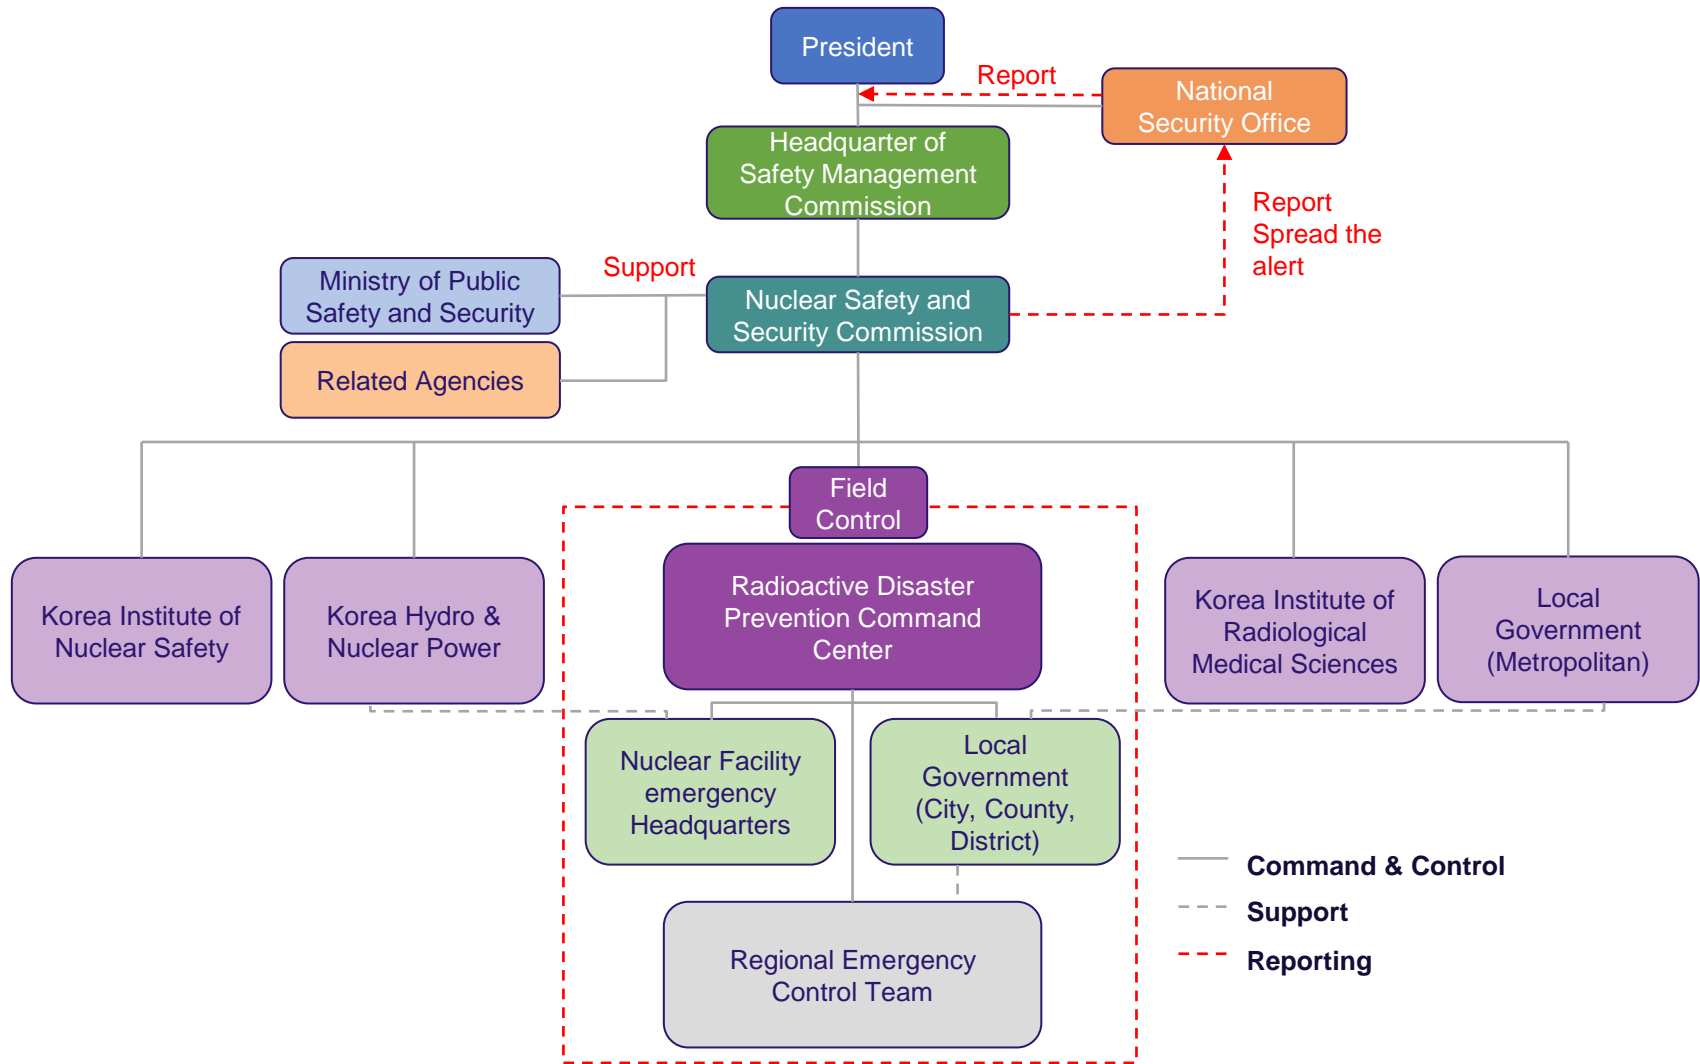 President
Report
National
Security Office
Headquarter of
Safety Management
Commission
Report
Spread the
alert
Ministry of Public
Safety and Security
Support
Nuclear Safety and
Security Commission
Related Agencies
Field
Control
Korea Institute of
Nuclear Safety
Korea Hydro &
Nuclear Power
Radioactive Disaster
Prevention Command
Center
Korea Institute of
Radiological
Medical Sciences
Local
Government
(Metropolitan)
Nuclear Facility
emergency
Headquarters
Local
Government
(City, County,
District)
Regional Emergency
Control Team
Command & Control
Support
Reporting